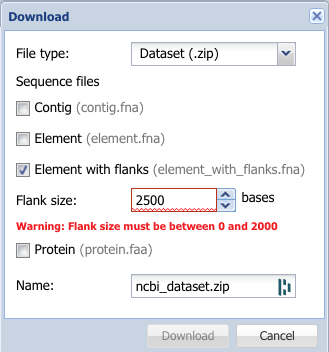 Download
File type: Dataset (.zip)
Sequence files
Contig (contig.fna)
Element (element.fna)
Element with flanks (element_with_flanks.fna)
Flank size: 2500 bases
Warning: Flank size must be between 0 and 2000
Protein (protein.faa)
Name: ncbi_dataset.zip
Download Cancel